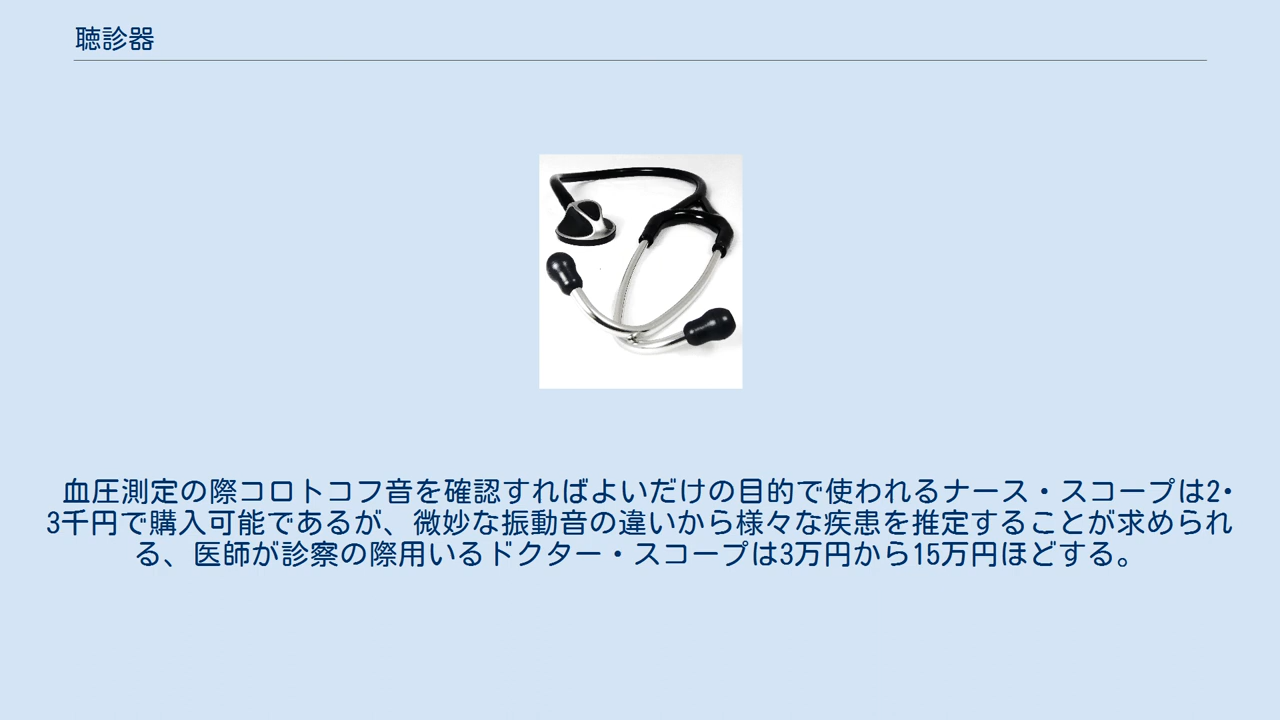 聴診器
血圧測定の際コロトコフ音を確認すればよいだけの目的で使われるナース・スコープは2・
3千円で購入可能であるが、微妙な振動音の違いから様々な疾患を推定することが求められ
る、医師が診察の際用いるドクター・スコープは3万円から15万円ほどする。